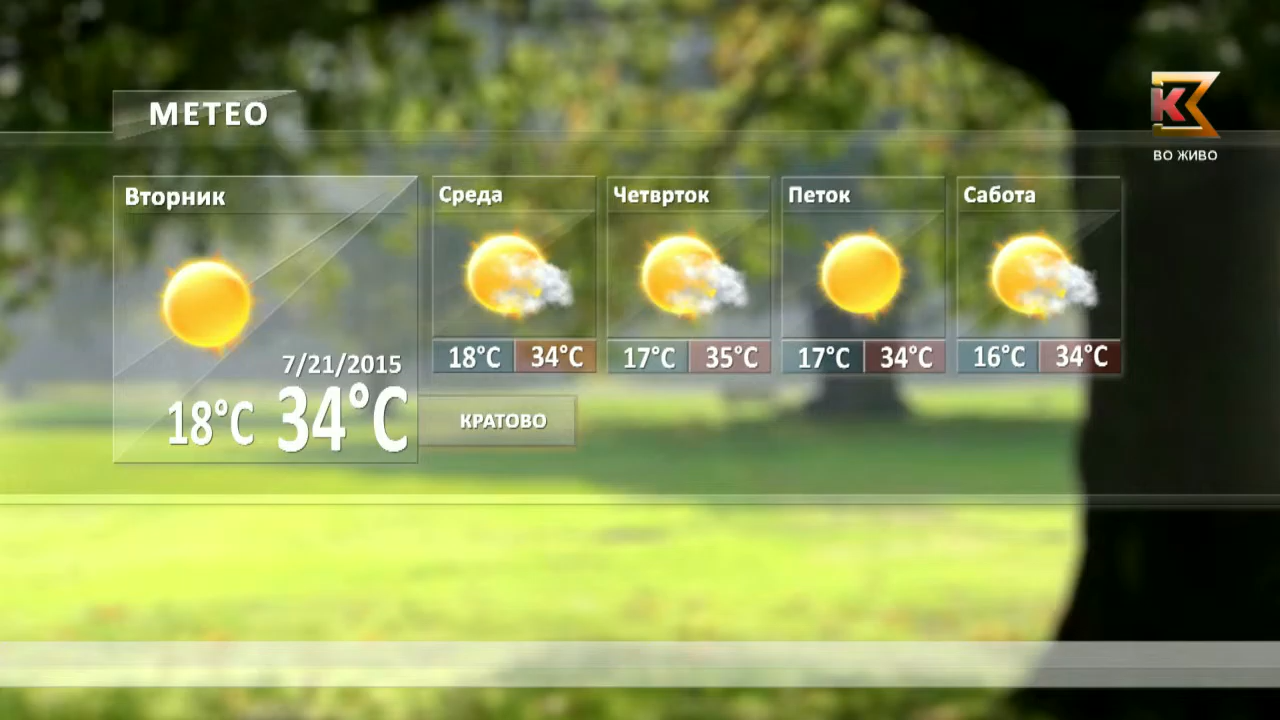 МЕТЕО
К3
ВО ЖИВО
Вторник
7/21/2015
18°C 34°C
Среда
18°C 34°C
Четврток
17°C 35°C
Петок
17°C 34°C
Сабота
16°C 34°C
КРАТОВО